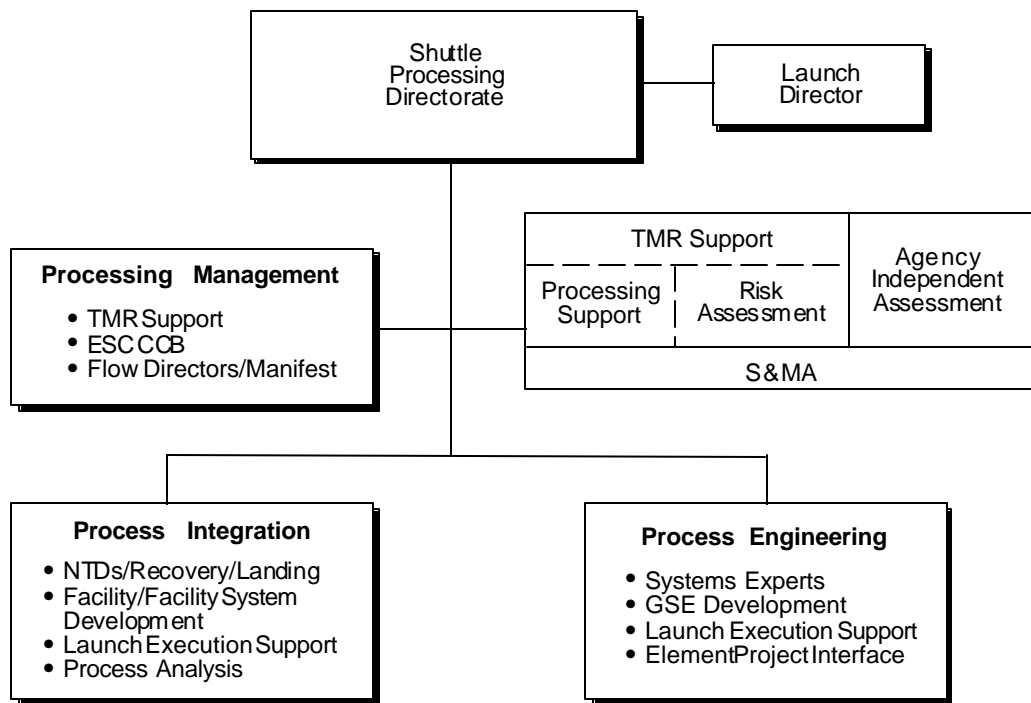 Shuttle
Processing
Directorate
Launch
Director
Processing Management
• TMR Support
• ESC CCB
• Flow Directors/Manifest
TMR Support
Processing
Support
Risk
Assessment
Agency
Independent
Assessment
S&MA
Process Integration
• NTDs/Recovery/Landing
• Facility/Facility System
Development
• Launch Execution Support
• Process Analysis
Process Engineering
• Systems Experts
• GSE Development
• Launch Execution Support
• Element Project Interface